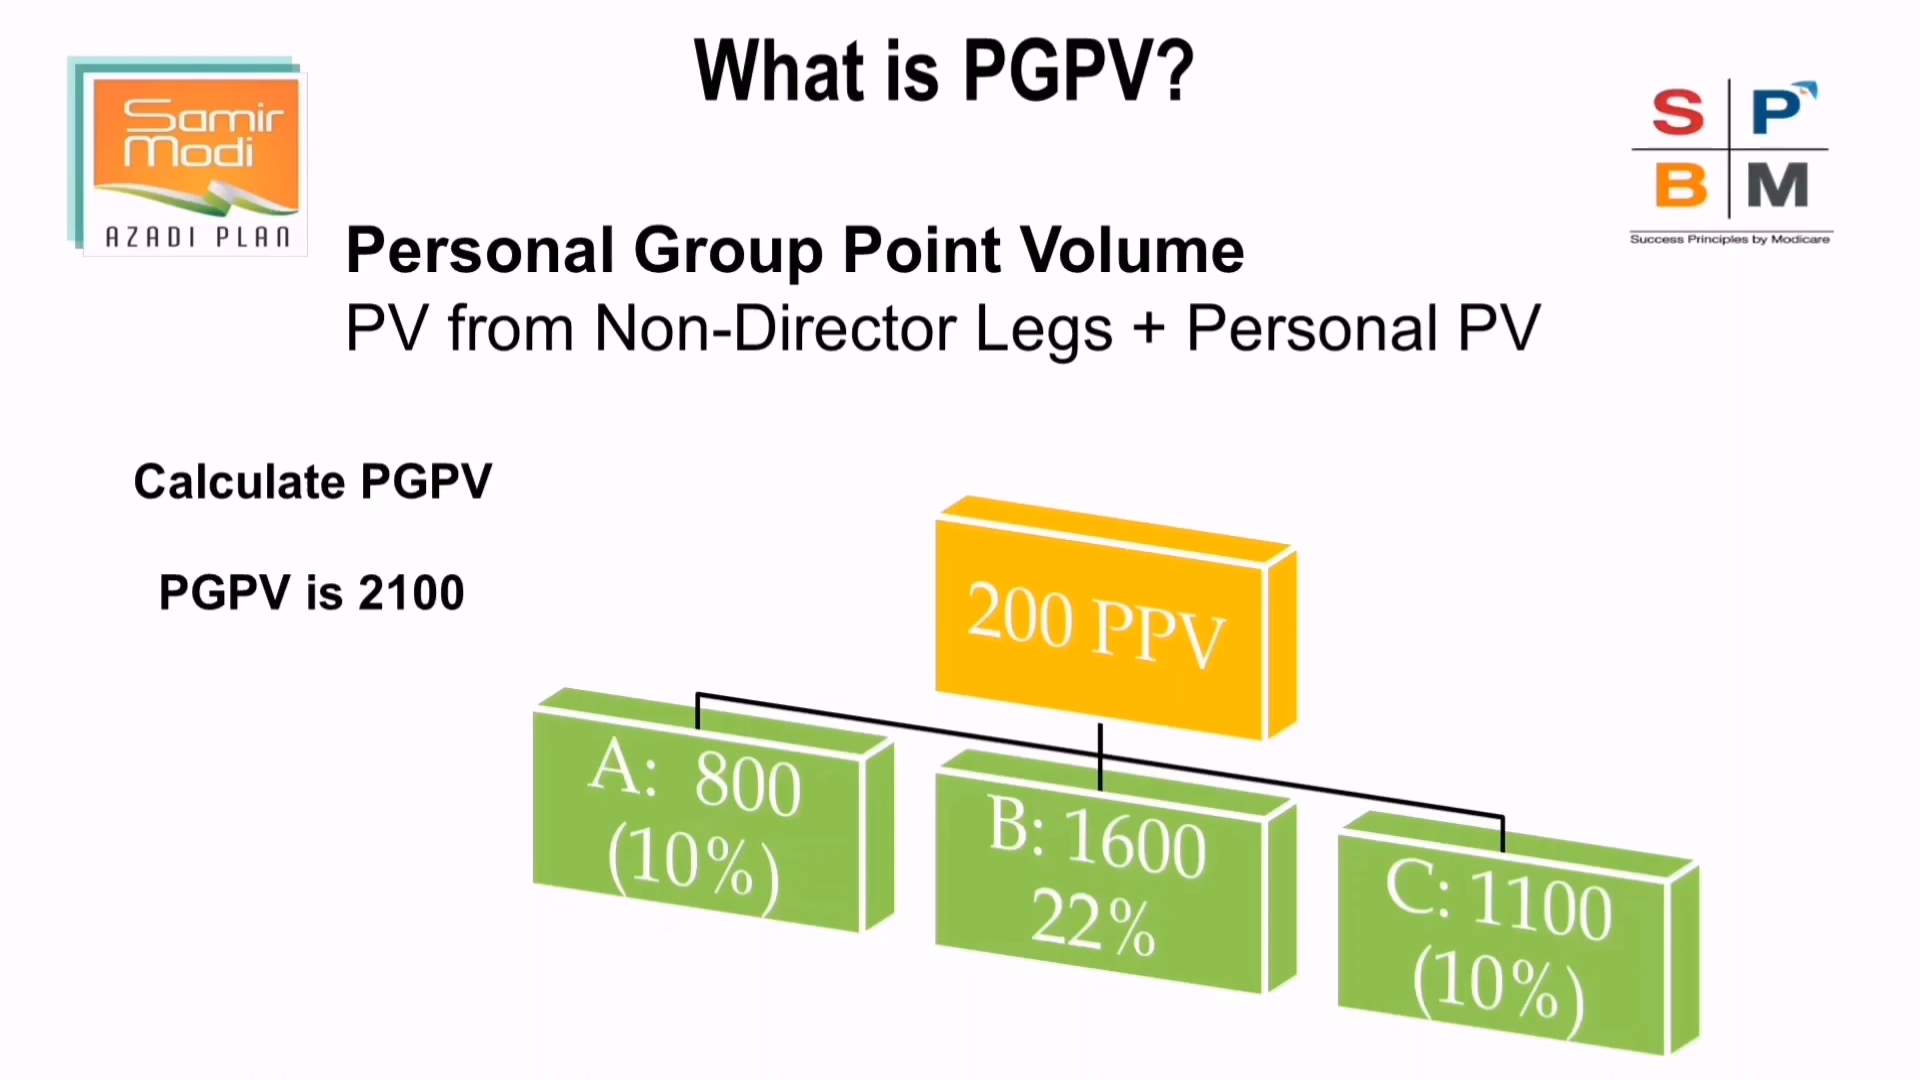 What is PGPV?
Samir
Modi
AZADI PLAN
S P
B M
Success Principles by Modicare
Personal Group Point Volume
PV from Non-Director Legs + Personal PV
Calculate PGPV
PGPV is 2100
200 PPV
A: 800
(10%)
B: 1600
22%
C: 1100
(10%)